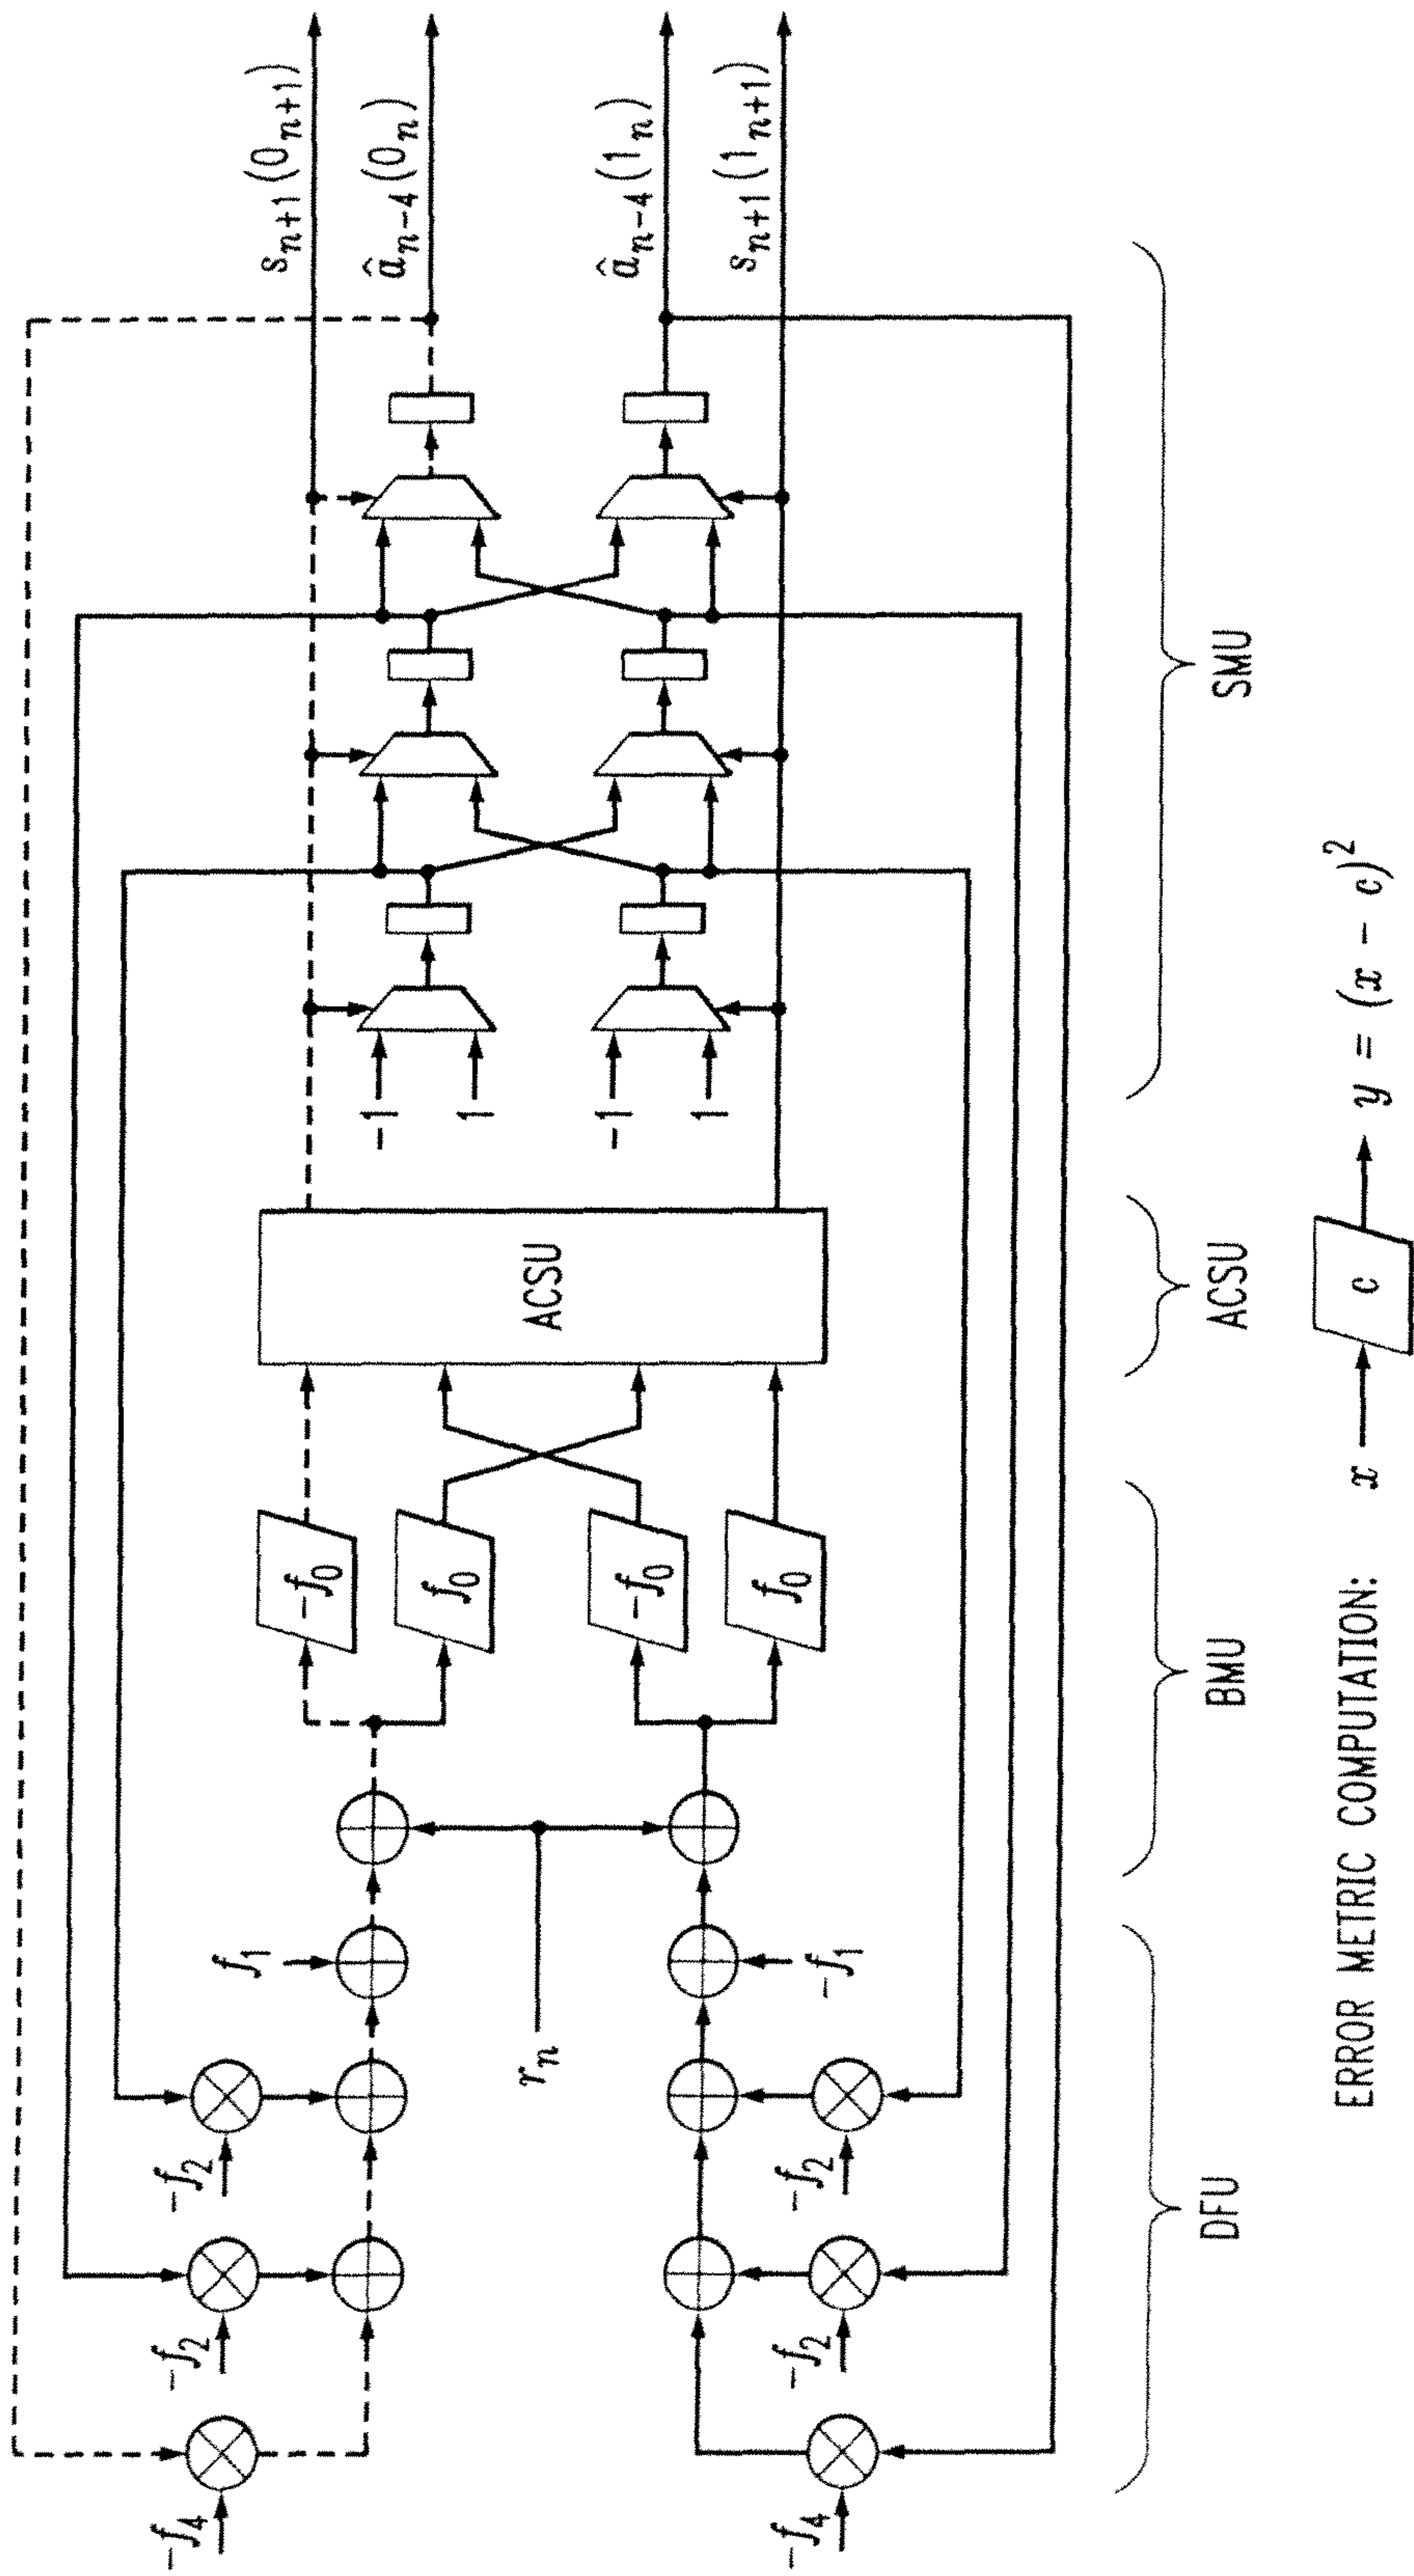 s_{n+1}(0_{n+1})
â_{n-4}(0_n)
â_{n-4}(1_n)
s_{n+1}(1_{n+1})
-f_4
-f_2
-f_2
f_1
r_n
-f_4
-f_2
-f_2
-f_1
-f_0
f_0
-f_0
f_0
ACSU
-1
1
-1
1
DFU
BMU
ACSU
SMU
ERROR METRIC COMPUTATION: x c y = (x - c)^2